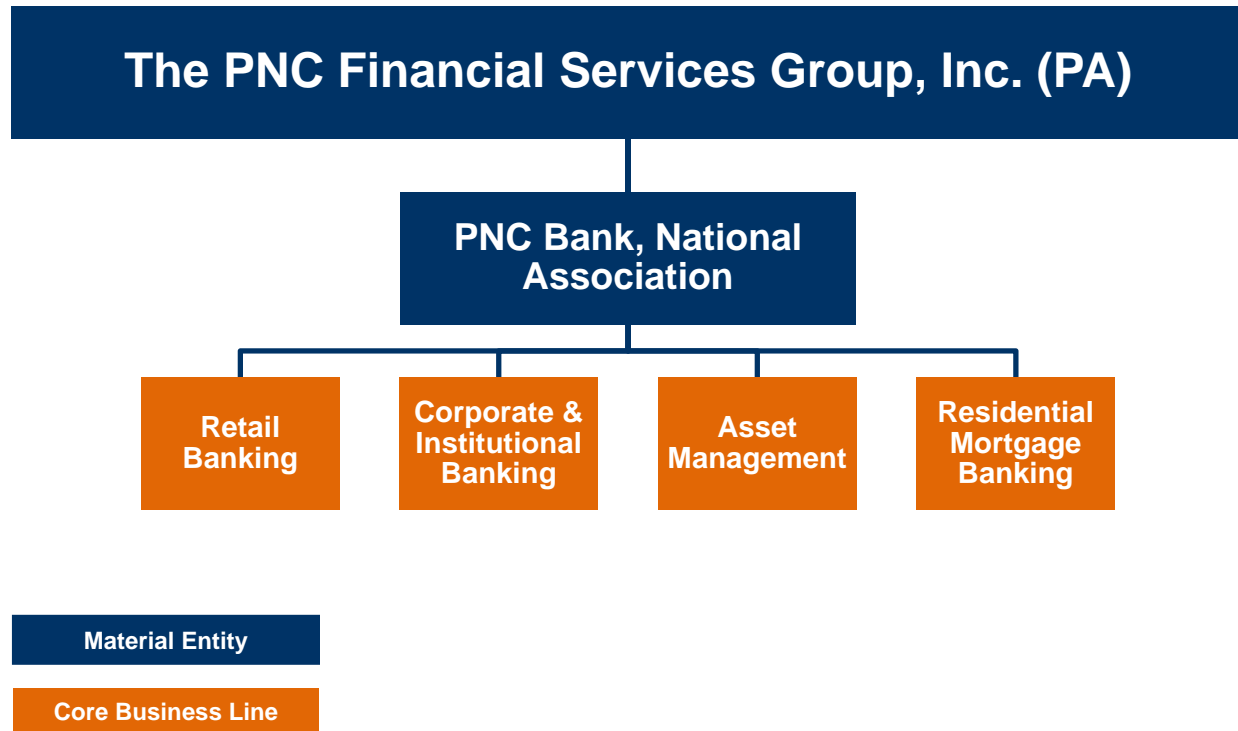 The PNC Financial Services Group, Inc. (PA)
PNC Bank, National
Association
Retail
Banking
Corporate &
Institutional
Banking
Asset
Management
Residential
Mortgage
Banking
Material Entity
Core Business Line